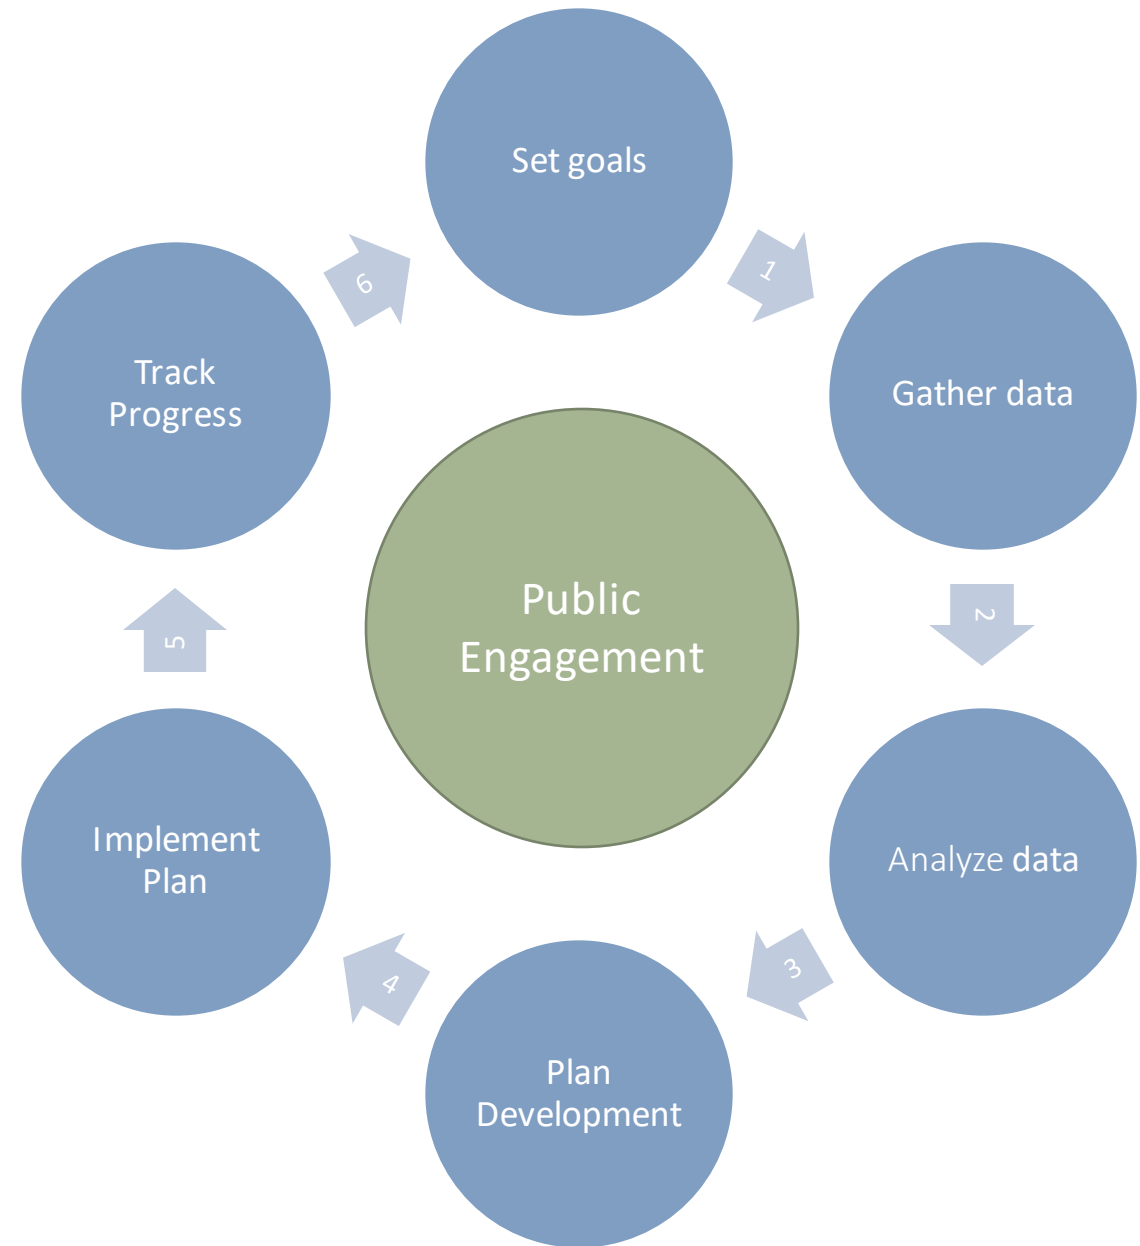 Set goals
1
Gather data
2
Analyze data
3
Plan
Development
4
Implement
Plan
5
Track
Progress
6
Public
Engagement